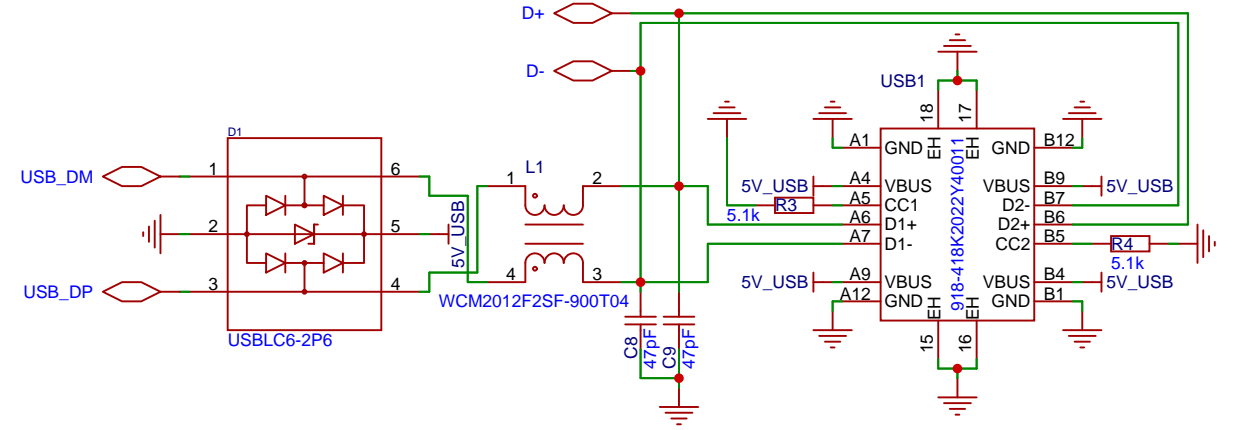 D+
D-
USB1
18
17
EH
EH
D1
USB_DM
1
6
2
5
5V_USB
USB_DP
3
4
USBLC6-2P6
L1
1
2
4
3
WCM2012F2SF-900T04
C8
47pF
C9
47pF
R3
5.1k
5V_USB
5V_USB
A1
GND
A4
VBUS
A5
CC1
A6
D1+
A7
D1-
A9
VBUS
A12
GND
918-418K2022Y40011
GND
B12
VBUS
B9
5V_USB
D2-
B7
D2+
B6
CC2
B5
R4
5.1k
VBUS
B4
5V_USB
GND
B1
EH
EH
15
16